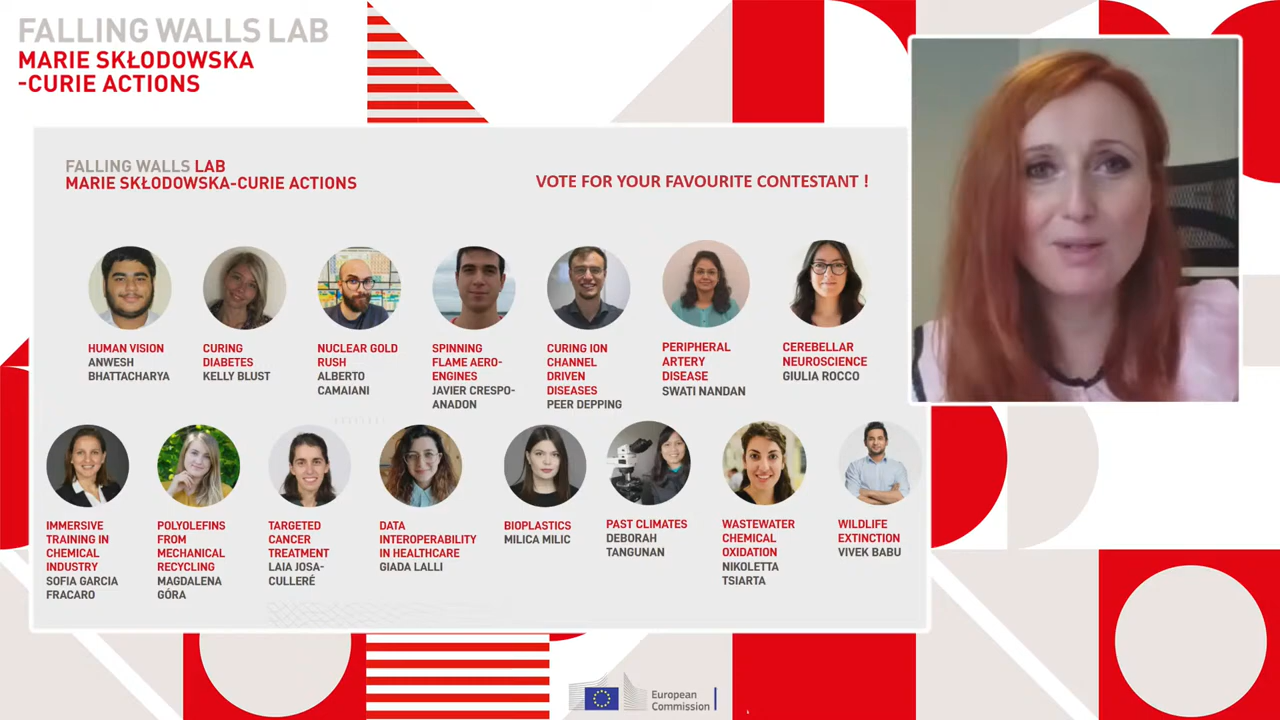 FALLING WALLS LAB
MARIE SKŁODOWSKA
-CURIE ACTIONS
FALLING WALLS LAB
MARIE SKŁODOWSKA-CURIE ACTIONS
VOTE FOR YOUR FAVOURITE CONTESTANT !
HUMAN VISION
ANWESH
BHATTACHARYA
CURING
DIABETES
KELLY BLUST
NUCLEAR GOLD
RUSH
ALBERTO
CAMAIANI
SPINNING
FLAME AERO-
ENGINES
JAVIER CRESPO-
ANADON
CURING ION
CHANNEL
DRIVEN
DISEASES
PEER DEPPING
PERIPHERAL
ARTERY
DISEASE
SWATI NANDAN
CEREBELLAR
NEUROSCIENCE
GIULIA ROCCO
IMMERSIVE
TRAINING IN
CHEMICAL
INDUSTRY
SOFIA GARCIA
FRACARO
POLYOLEFINS
FROM
MECHANICAL
RECYCLING
MAGDALENA
GÓRA
TARGETED
CANCER
TREATMENT
LAIA JOSA-
CULLERÉ
DATA
INTEROPERABILITY
IN HEALTHCARE
GIADA LALLI
BIOPLASTICS
MILICA MILIC
PAST CLIMATES
DEBORAH
TANGUNAN
WASTEWATER
CHEMICAL
OXIDATION
NIKOLETTA
TSIARTA
WILDLIFE
EXTINCTION
VIVEK BABU
European
Commission